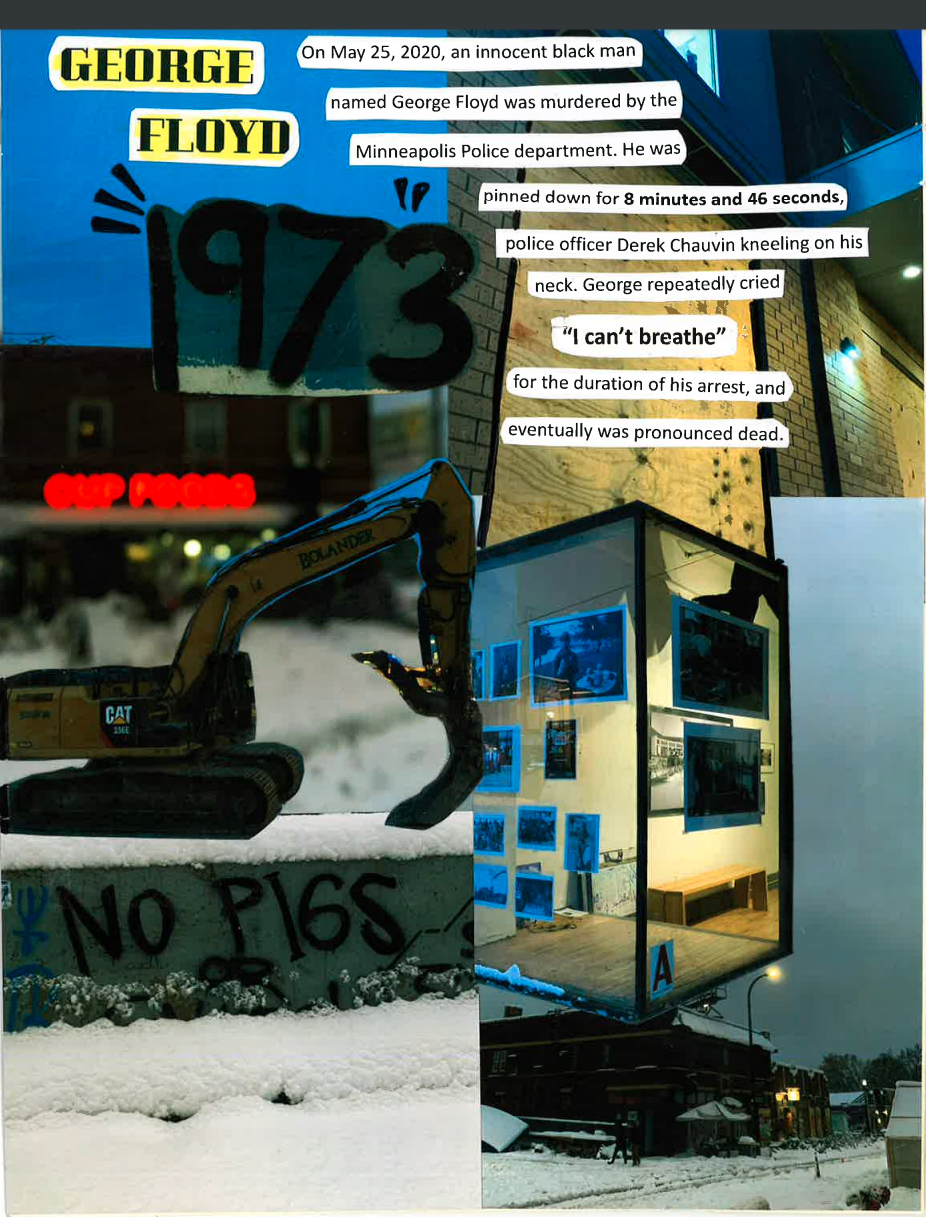 GEORGE
FLOYD
On May 25, 2020, an innocent black man
named George Floyd was murdered by the
Minneapolis Police department. He was
pinned down for 8 minutes and 46 seconds,
police officer Derek Chauvin kneeling on his
neck. George repeatedly cried
"I can't breathe"
for the duration of his arrest, and
eventually was pronounced dead.
1973
BOLANDER
CAT
336E
NO PIGS
OR
A